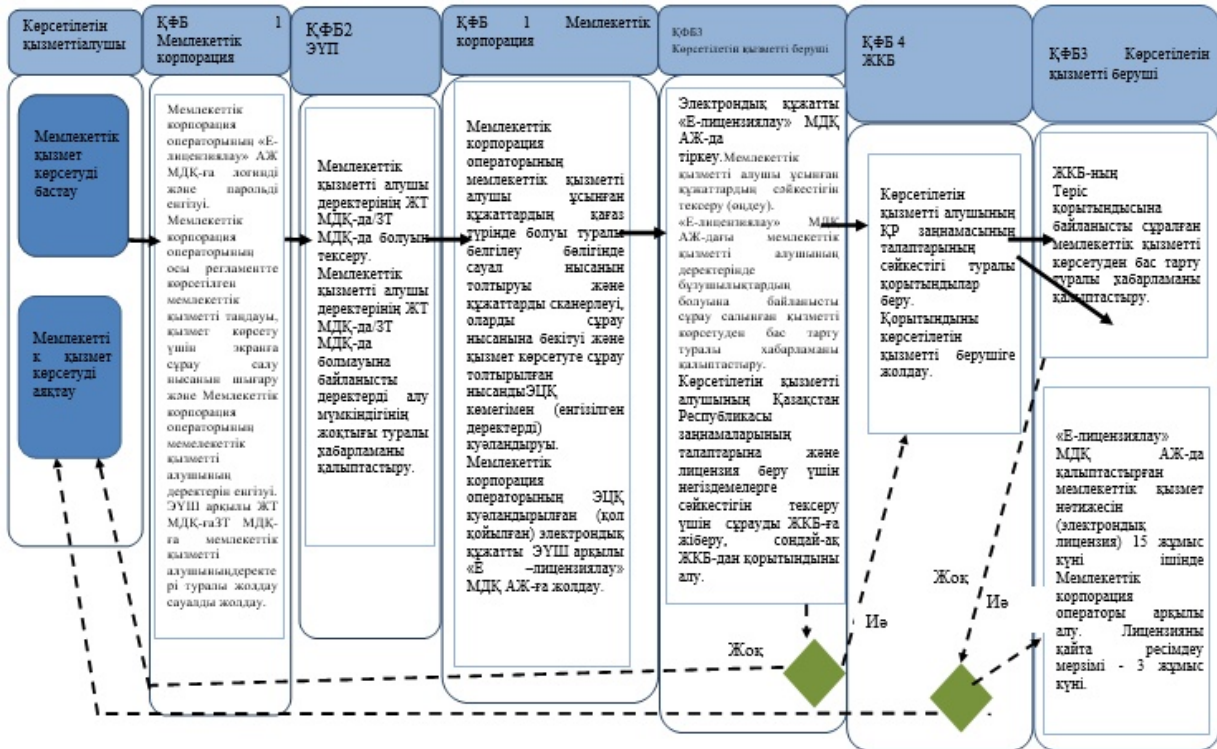 Көрсетілетін
қызметтіалушы
Мемлекеттік
қызмет
көрсетуді
бастау
Мемлекетті
к қызмет
көрсетуді
аяқтау
ҚФБ 1
Мемлекеттік
корпорация
Мемлекеттік
корпорация
операторының «Е-
лицензиялау» АЖ
МДҚ-ға логинді
және парольді
енгізуі.
Мемлекеттік
корпорация
операторының
осы регламентте
көрсетілген
мемлекеттік
қызметті таңдауы,
қызмет көрсету
үшін экранға
сұрау салу
нысанын шығару
және Мемлекеттік
корпорация
операторының
мемелекеттік
қызметті
алушының
деректерін енгізуі.
ЭҮШ арқылы ЖТ
МДҚ-ғаЗТ МДҚ-
ға мемлекеттік
қызметті
алушыныңдеректе
рі туралы жолдау
сауалды жолдау.
ҚФБ2
ЭҮП
Мемлекеттік
қызметті алушы
деректерінің ЖТ
МДҚ-да/ЗТ
МДҚ-да болуын
тексеру.
Мемлекеттік
қызметті алушы
деректерінің ЖТ
МДҚ-да/ЗТ
МДҚ-да
болмауына
байланысты
деректерді алу
мүмкіндігінің
жоқтығы туралы
хабарламаны
қалыптастыру.
ҚФБ 1 Мемлекеттік
корпорация
Мемлекеттік
корпорация
операторының
мемлекеттік қызметті
алушы ұсынған
құжаттардың қағаз
түрінде болуы туралы
белгілеу бөлігінде
сауал нысанын
толтыруы және
құжаттарды сканерлеуі,
оларды сұрау
нысанына бекітуі және
қызмет көрсетуге сұрау
толтырылған
нысандыЭЦҚ
көмегімен (енгізілген
деректерді)
куәландыруы.
Мемлекеттік
корпорация
операторының ЭЦҚ
куәландырылған (қол
қойылған) электрондық
құжатты ЭҮШ арқылы
«Е –лицензиялау»
МДҚ АЖ-ға жолдау.
ҚФБ3
Көрсетілетін қызметті беруші
Электрондық құжатты
«Е-лицензиялау» МДҚ
АЖ-да
тіркеу.Мемлекеттік
қызметті алушы ұсынған
құжаттардың сәйкестігін
тексеру (өңдеу).
«Е-лицензиялау» МДҚ
АЖ-дағы мемлекеттік
қызметті алушының
деректерінде
бұзушылықтардың
болуына байланысты
сұрау салынған қызметті
көрсетуден бас тарту
туралы хабарламаны
қалыптастыру.
Көрсетілетін қызметті
алушының Қазақстан
Республикасы
заңнамаларының
талаптарына және
лицензия беру үшін
негіздемелерге
сәйкестігін тексеру
үшін сұрауды ЖКБ-ға
жіберу, сондай-ақ
ЖКБ-дан қорытындыны
алу.
ҚФБ 4
ЖКБ
Көрсетілетін
қызметті алушының
ҚР заңнамасының
талаптарының
сәйкестігі туралы
қорытындылар
беру.
Қорытындыны
көрсетілетін
қызметті берушіге
жолдау.
ҚФБ3 Көрсетілетін
қызметті беруші
ЖКБ-ның
Теріс
қорытындысына
байланысты сұралған
мемлекеттік қызметті
көрсетуден бас тарту
туралы хабарламаны
қалыптастыру.
«Е-лицензиялау»
МДҚ АЖ-да
қалыптастырған
мемлекеттік қызмет
нәтижесін
(электрондық
лицензия) 15 жұмыс
күні ішінде
Мемлекеттік
корпорация
операторы арқылы
алу. Лицензияны
қайта ресімдеу
мерзімі - 3 жұмыс
күні.
Жоқ
Иә
Жоқ
Иә